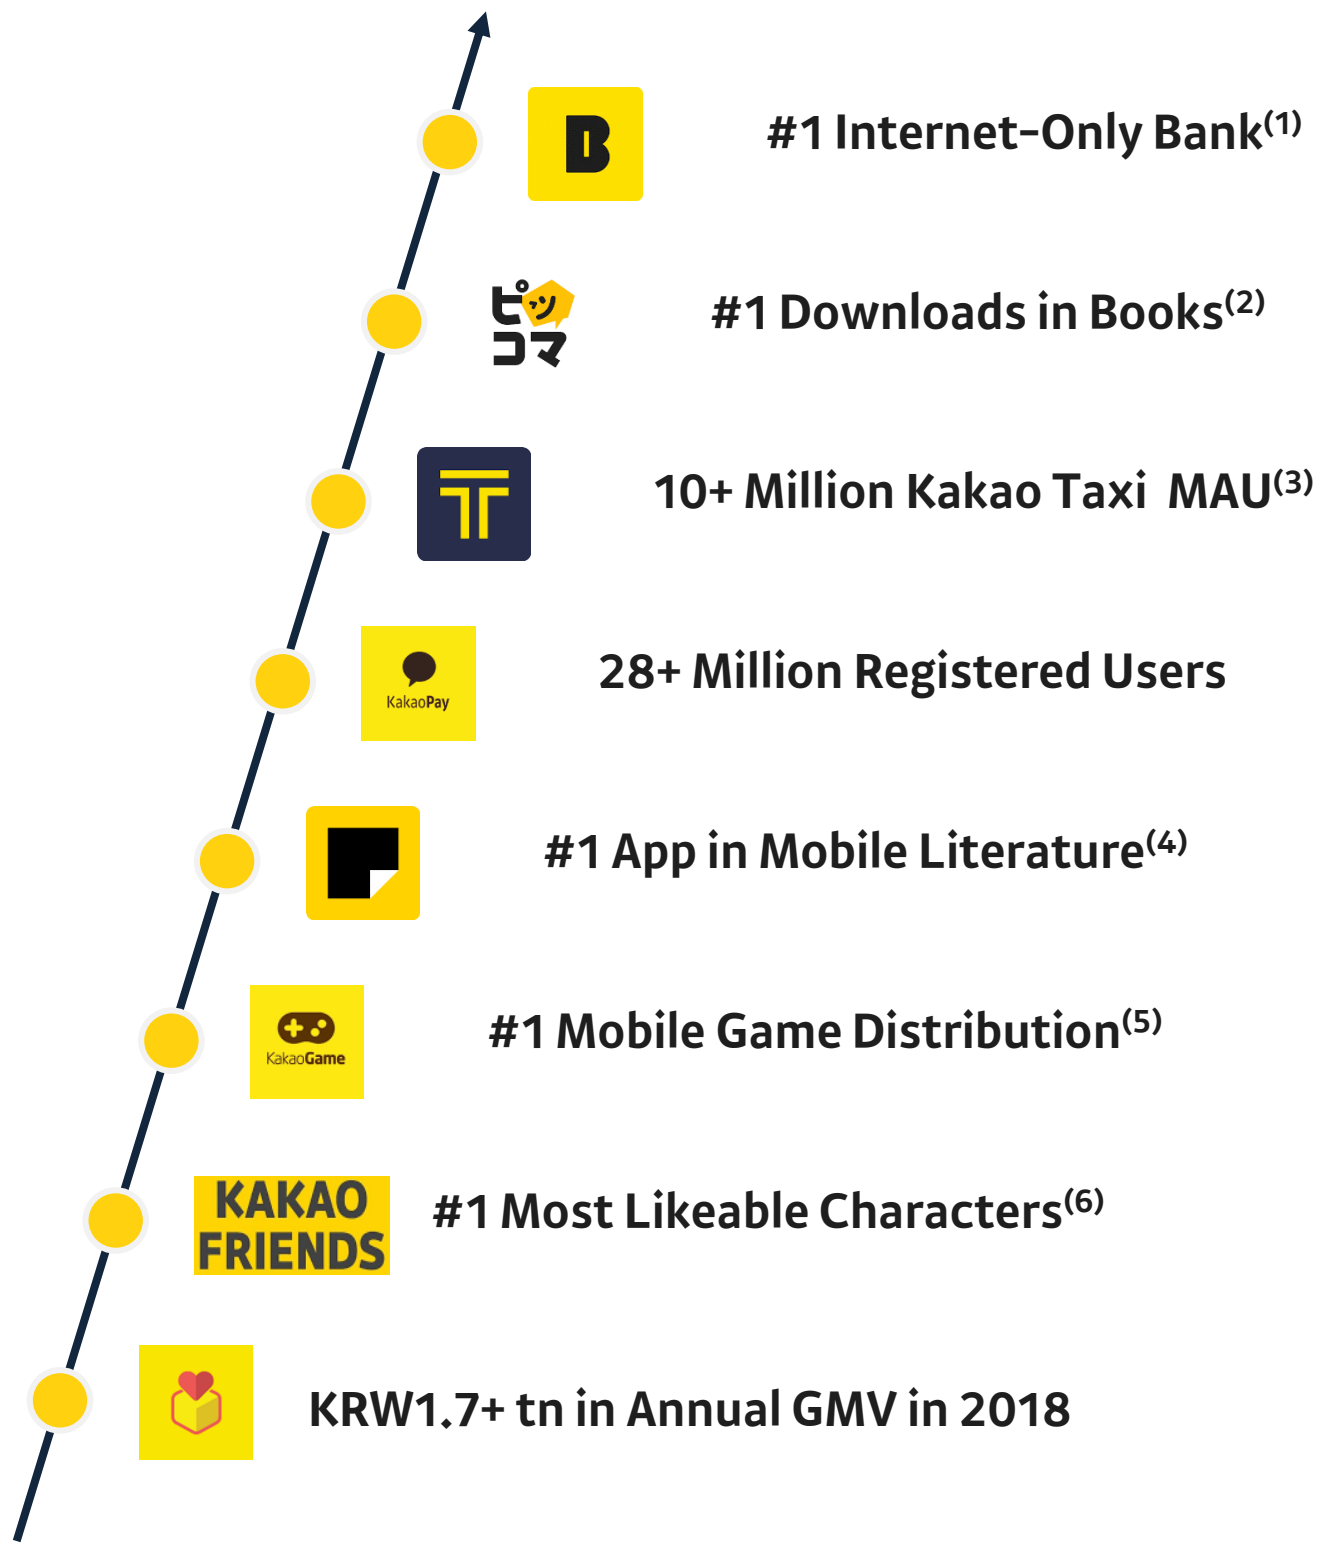 B
#1 Internet-Only Bank(1)
ピッ
コマ
#1 Downloads in Books(2)
T
10+ Million Kakao Taxi MAU(3)
KakaoPay
28+ Million Registered Users
#1 App in Mobile Literature(4)
KakaoGame
#1 Mobile Game Distribution(5)
KAKAO
FRIENDS
#1 Most Likeable Characters(6)
KRW1.7+ tn in Annual GMV in 2018